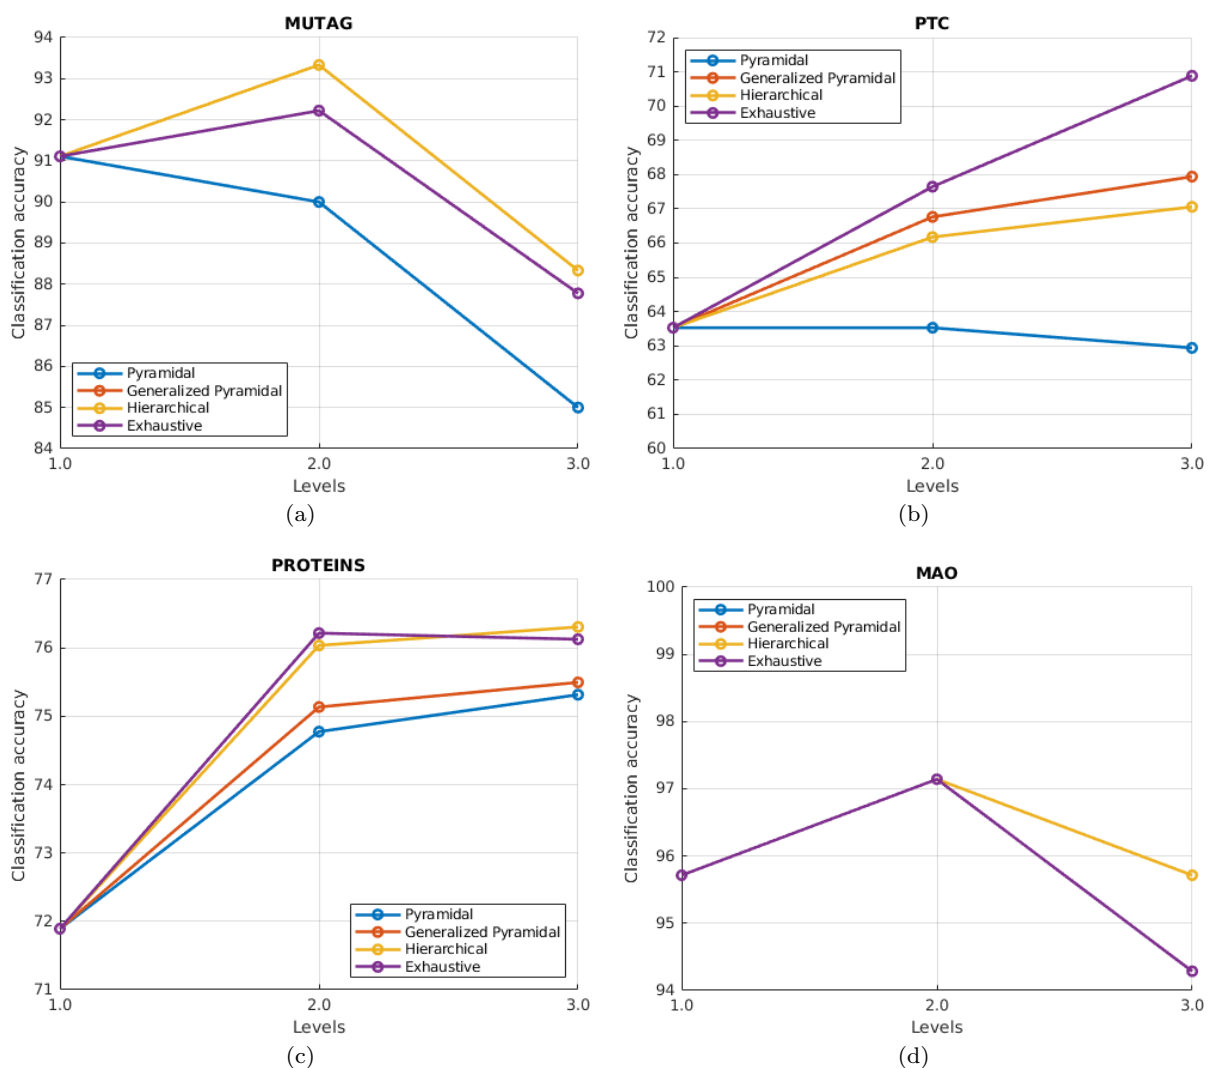 MUTAG
94
93
92
91
90
89
88
87
86
85
84
Classification accuracy
Pyramidal
Generalized Pyramidal
Hierarchical
Exhaustive
1.0 2.0 3.0
Levels
(a)
PTC
72
71
70
69
68
67
66
65
64
63
62
61
60
Classification accuracy
Pyramidal
Generalized Pyramidal
Hierarchical
Exhaustive
1.0 2.0 3.0
Levels
(b)
PROTEINS
77
76
75
74
73
72
71
Classification accuracy
Pyramidal
Generalized Pyramidal
Hierarchical
Exhaustive
1.0 2.0 3.0
Levels
(c)
MAO
100
99
98
97
96
95
94
Classification accuracy
Pyramidal
Generalized Pyramidal
Hierarchical
Exhaustive
1.0 2.0 3.0
Levels
(d)